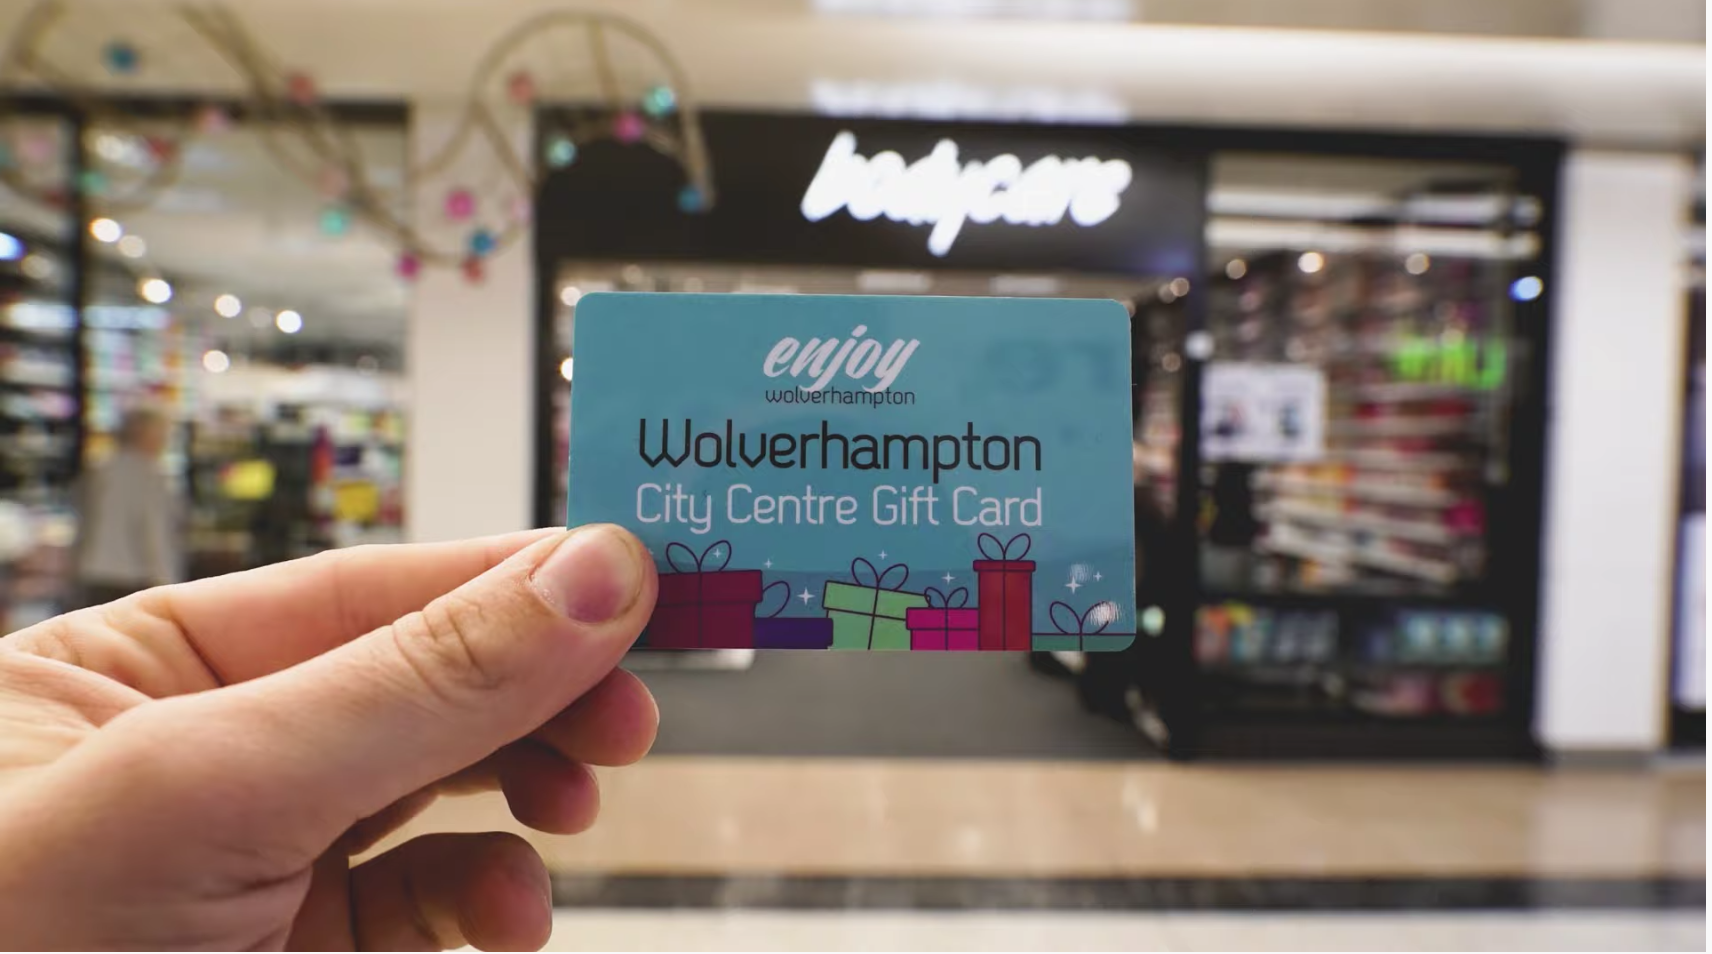 bodycare
enjoy
wolverhampton
Wolverhampton
City Centre Gift Card